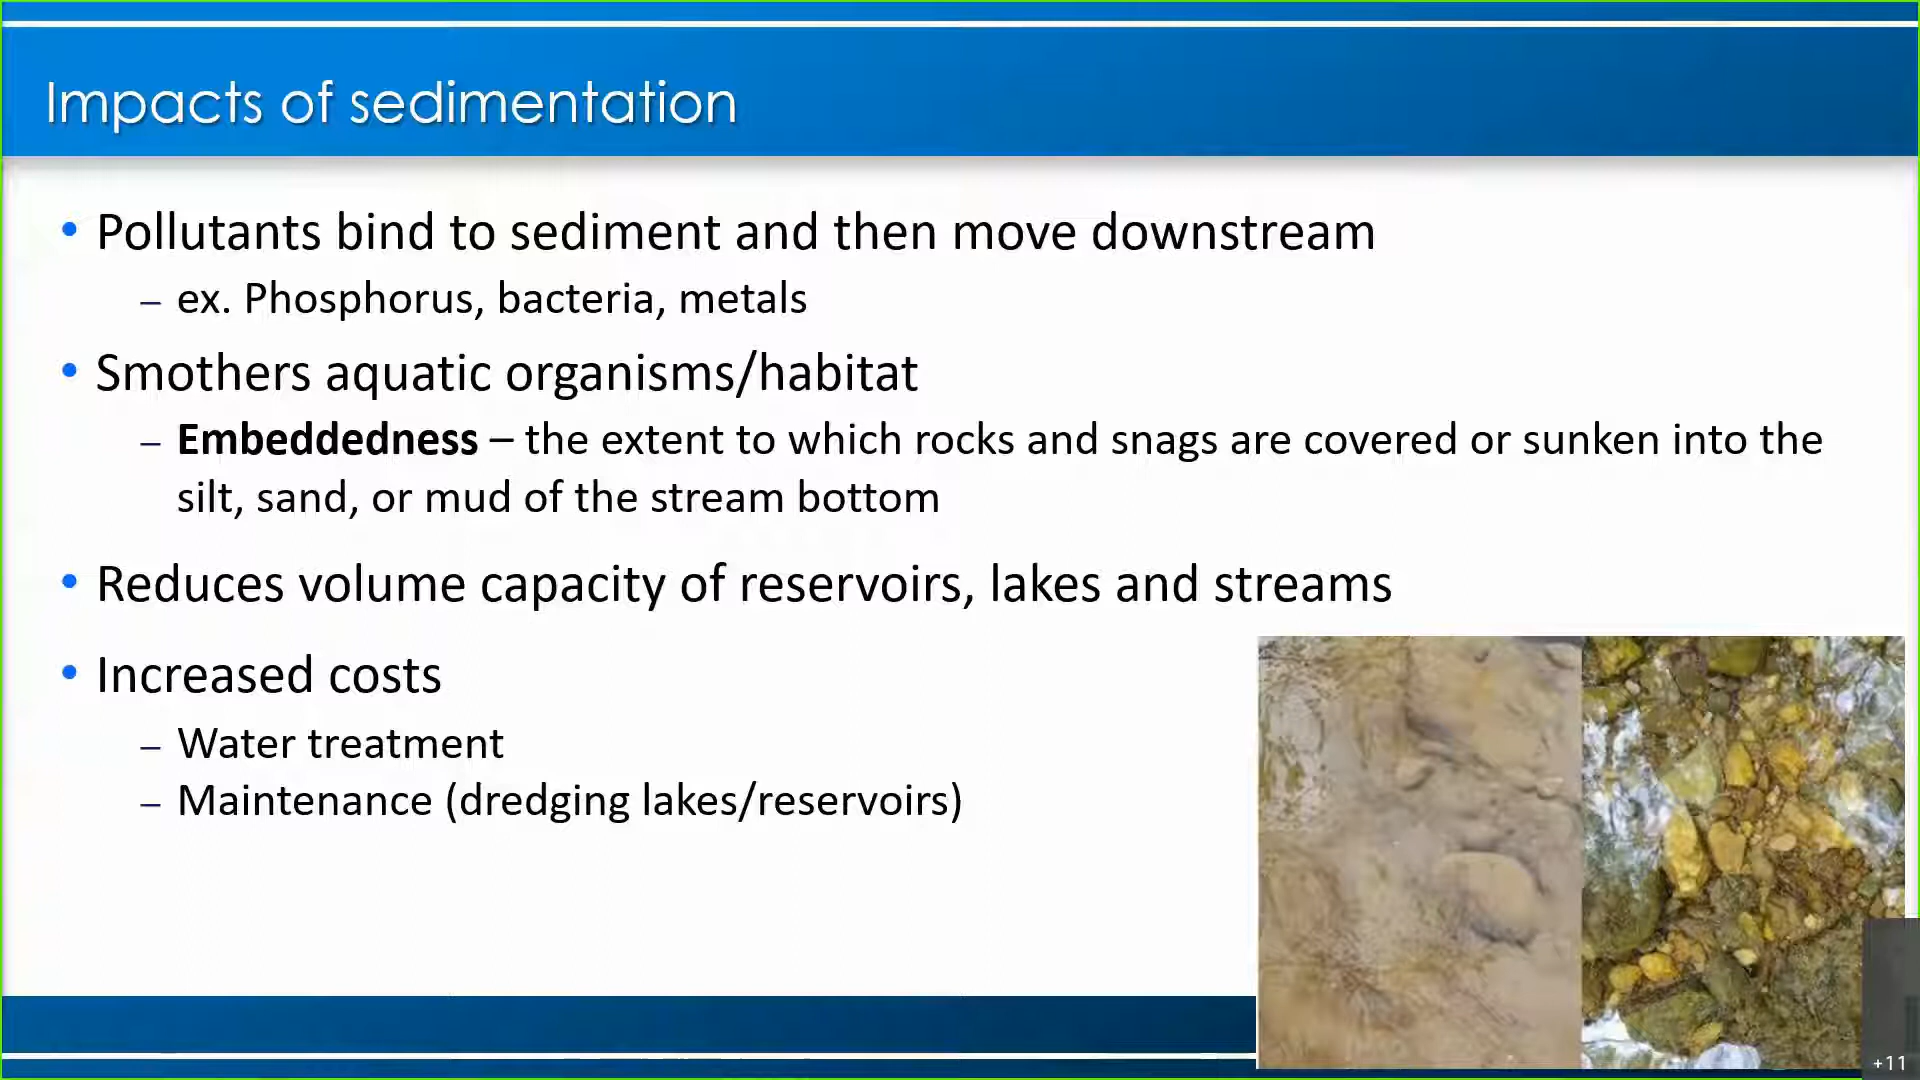 Impacts of sedimentation
• Pollutants bind to sediment and then move downstream
– ex. Phosphorus, bacteria, metals
• Smothers aquatic organisms/habitat
– Embeddedness – the extent to which rocks and snags are covered or sunken into the
silt, sand, or mud of the stream bottom
• Reduces volume capacity of reservoirs, lakes and streams
• Increased costs
– Water treatment
– Maintenance (dredging lakes/reservoirs)
+11